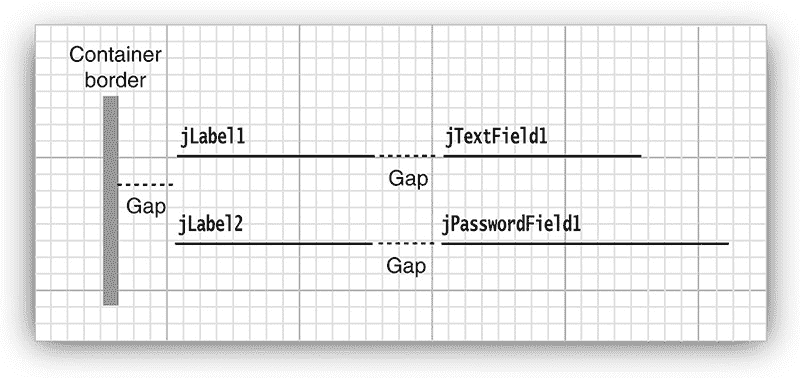 Container
border
jLabel1
jTextField1
Gap
Gap
jLabel2
jPasswordField1
Gap